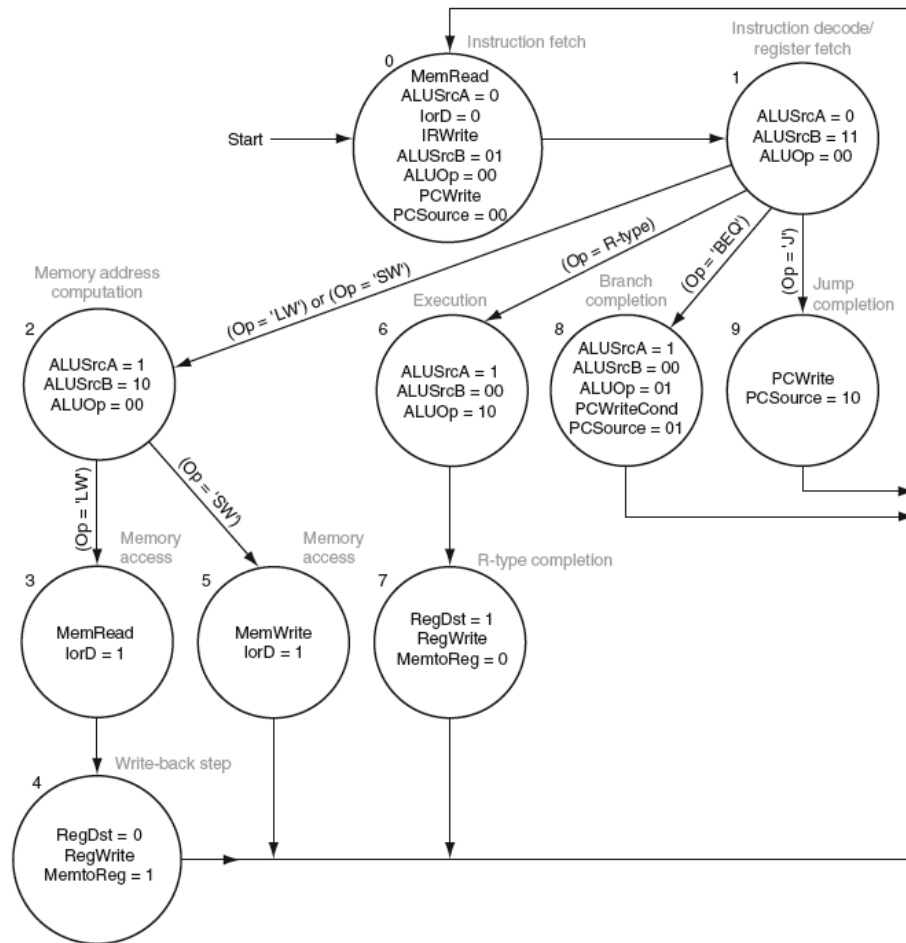 Instruction fetch
0
MemRead
ALUSrcA = 0
IorD = 0
IRWrite
ALUSrcB = 01
ALUOp = 00
PCWrite
PCSource = 00
Start
Instruction decode/
register fetch
1
ALUSrcA = 0
ALUSrcB = 11
ALUOp = 00
(Op = 'LW') or (Op = 'SW')
(Op = R-type)
(Op = 'BEQ')
(Op = 'J')
Memory address
computation
2
ALUSrcA = 1
ALUSrcB = 10
ALUOp = 00
Execution
6
ALUSrcA = 1
ALUSrcB = 00
ALUOp = 10
Branch
completion
8
ALUSrcA = 1
ALUSrcB = 00
ALUOp = 01
PCWriteCond
PCSource = 01
Jump
completion
9
PCWrite
PCSource = 10
(Op = 'LW')
(Op = 'SW')
Memory
access
3
MemRead
IorD = 1
Memory
access
5
MemWrite
IorD = 1
R-type completion
7
RegDst = 1
RegWrite
MemtoReg = 0
Write-back step
4
RegDst = 0
RegWrite
MemtoReg = 1